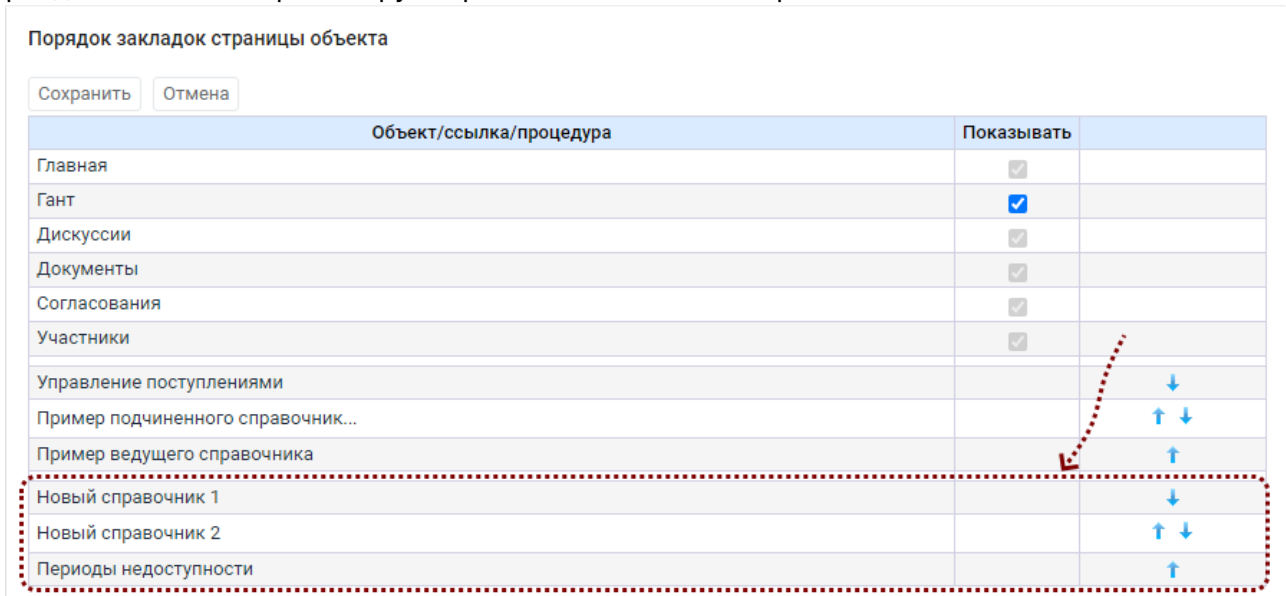 Порядок закладок страницы объекта
Сохранить Отмена
Объект/ссылка/процедура Показывать
Главная
Гант
Дискуссии
Документы
Согласования
Участники
Управление поступлениями
Пример подчиненного справочник...
Пример ведущего справочника
Новый справочник 1
Новый справочник 2
Периоды недоступности